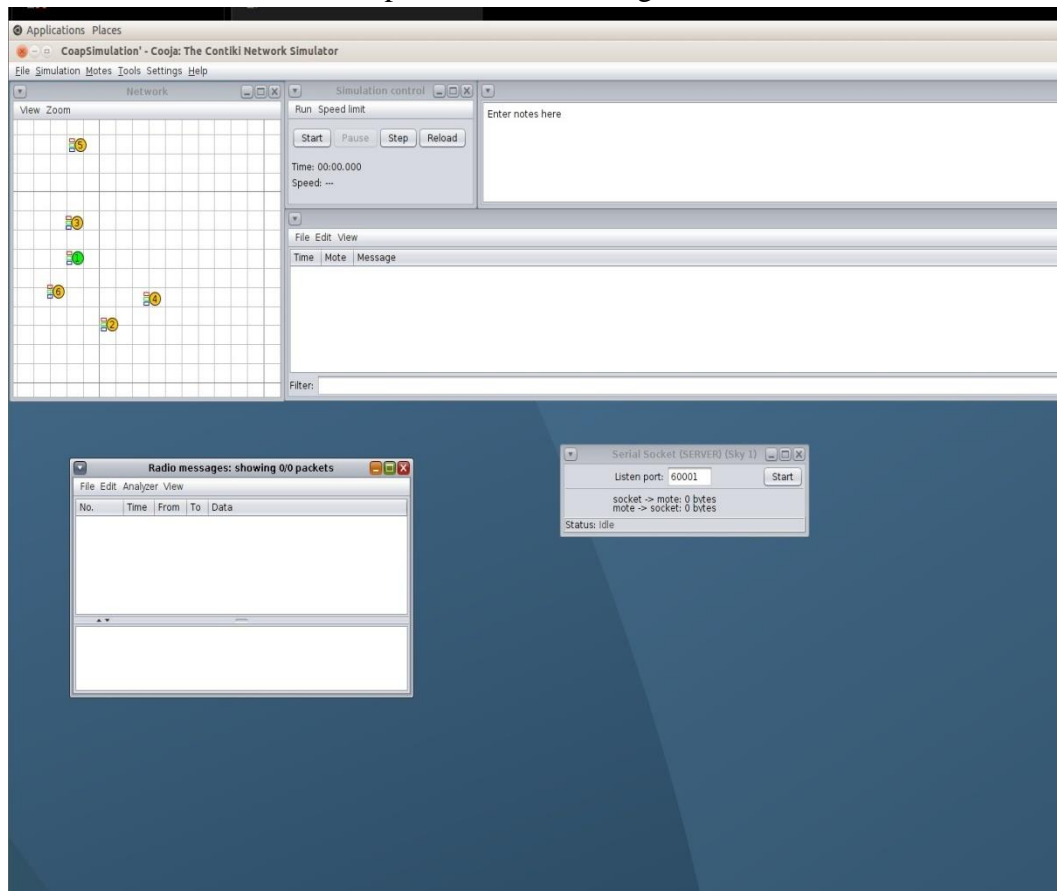 Applications Places
CoapSimulation' - Cooja: The Contiki Network Simulator
File Simulation Motes Tools Settings Help
Network
View Zoom
5
3
1
6
4
2
Simulation control
Run Speed limit
Start Pause Step Reload
Time: 00:00.000
Speed: ---
Enter notes here
File Edit View
Time Mote Message
Filter:
Radio messages: showing 0/0 packets
File Edit Analyzer View
No. Time From To Data
Serial Socket (SERVER) (Sky 1)
Listen port: 60001 Start
socket -> mote: 0 bytes
mote -> socket: 0 bytes
Status: Idle